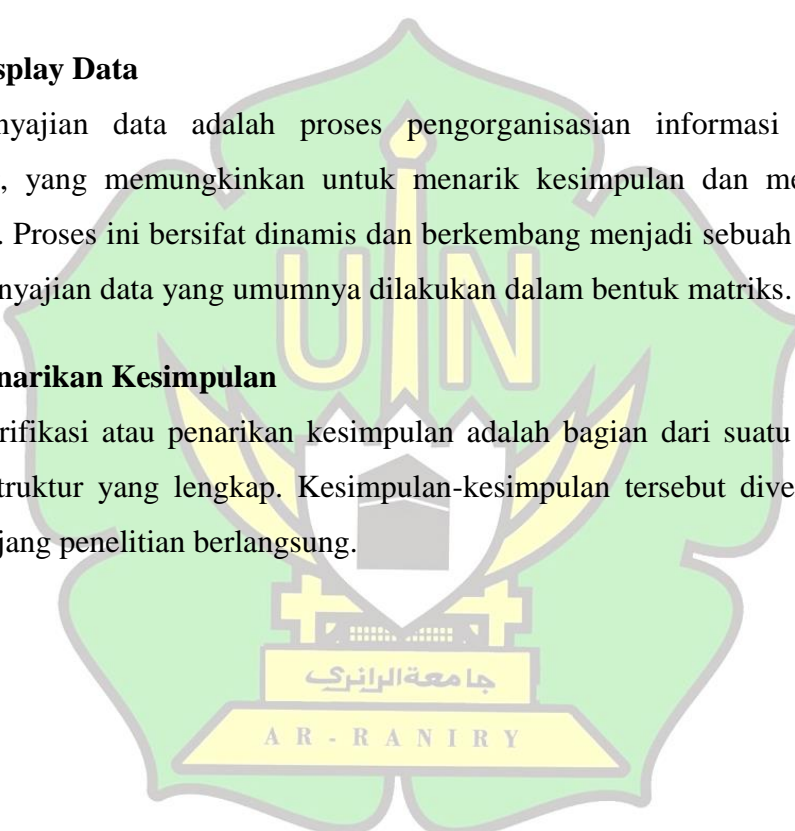 splay Data
nyajian data adalah proses pengorganisasian informasi
, yang memungkinkan untuk menarik kesimpulan dan me
. Proses ini bersifat dinamis dan berkembang menjadi sebuah
nyajian data yang umumnya dilakukan dalam bentuk matriks.
narikan Kesimpulan
rifikasi atau penarikan kesimpulan adalah bagian dari suatu
truktur yang lengkap. Kesimpulan-kesimpulan tersebut dive
jang penelitian berlangsung.
UIN
جامعةالرانري
AR-RANIRY